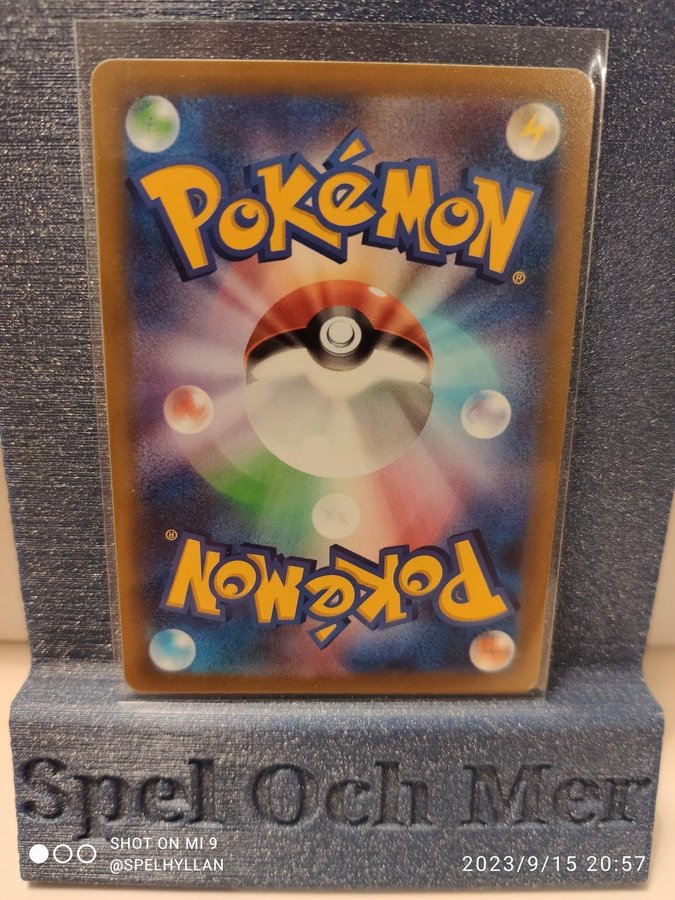 POKéMON
®
®
POKéMON
Spel Och Mer
SHOT ON MI 9
@SPELHYLLAN
2023/9/15 20:57